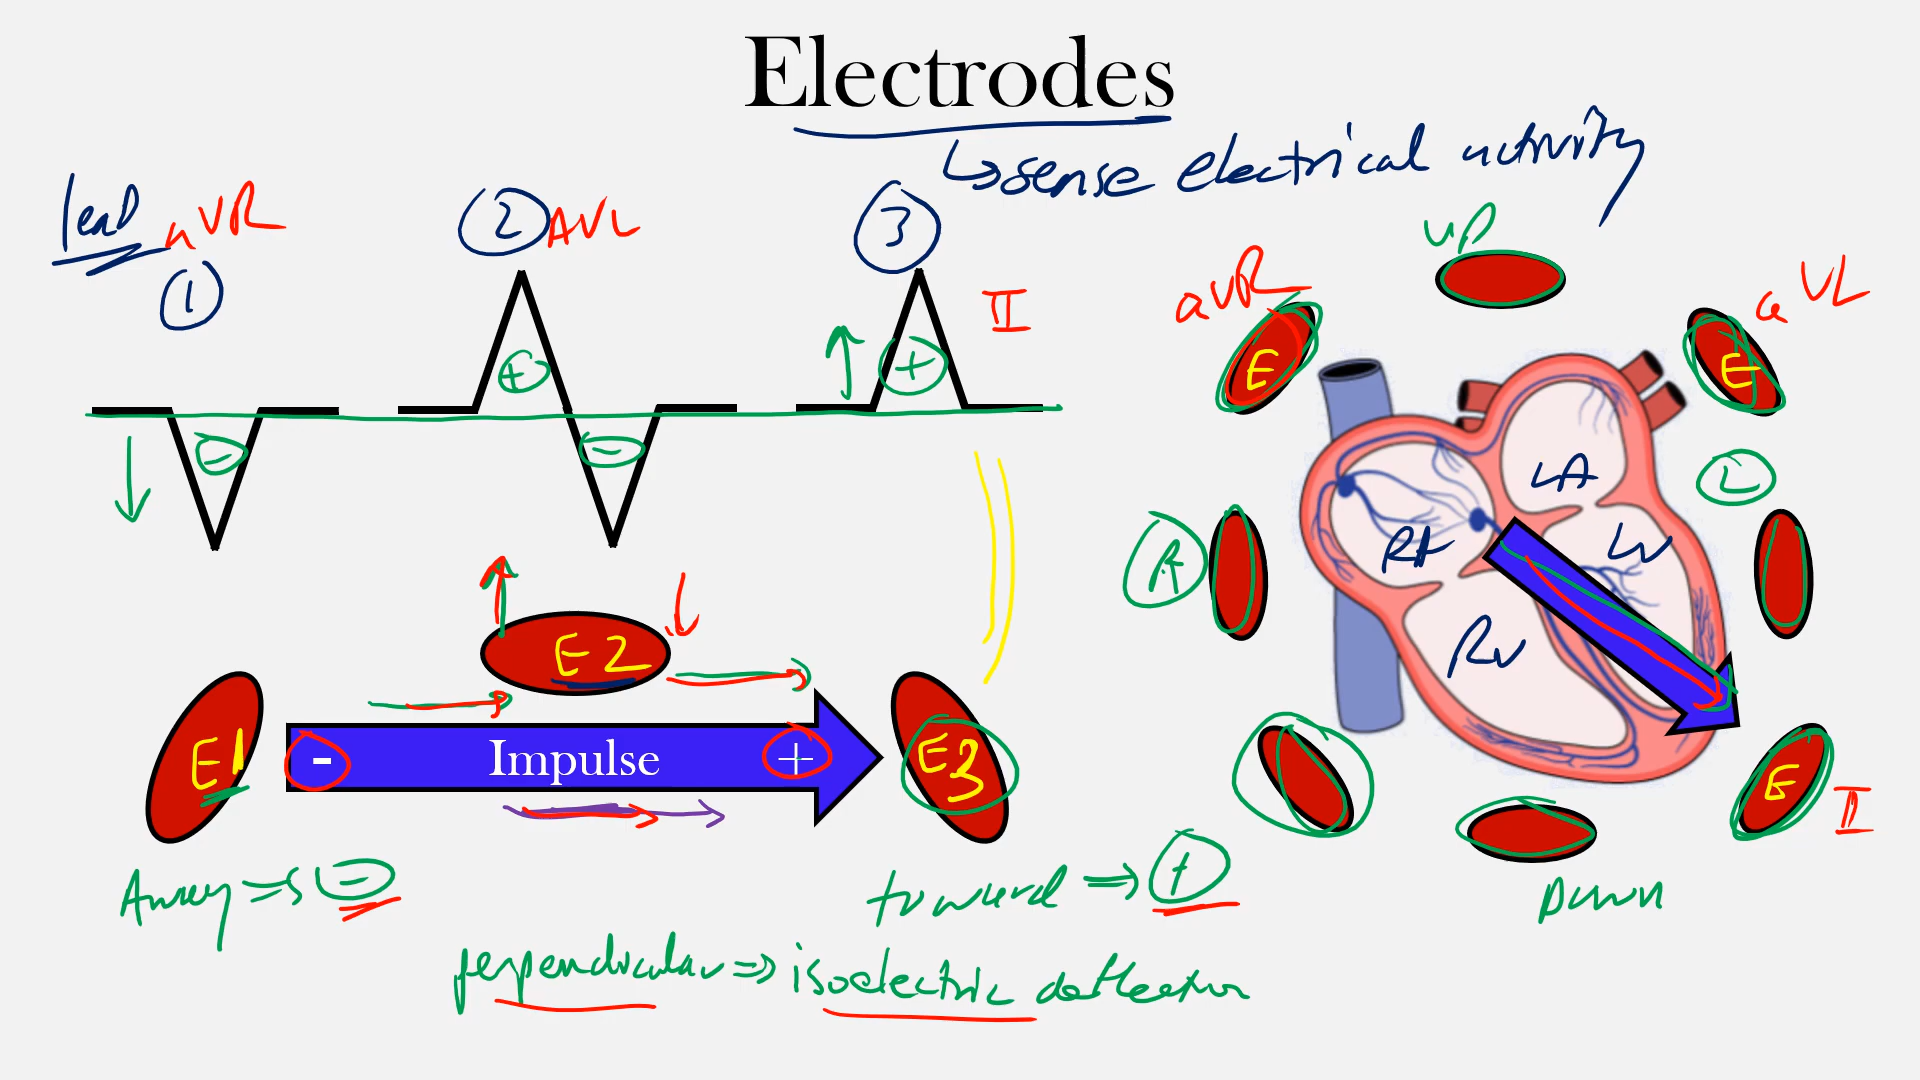 Electrodes
↳ sense electrical activity
lead aVR
①
② AVL
③
II
+
-
+
-
E1
E2
E3
- Impulse +
Away ⇒ -
toward ⇒ +
perpendicular ⇒ isoelectric deflection
up
aVR
aVL
E
E
L
LA
R
RA
LV
RV
E
II
Down